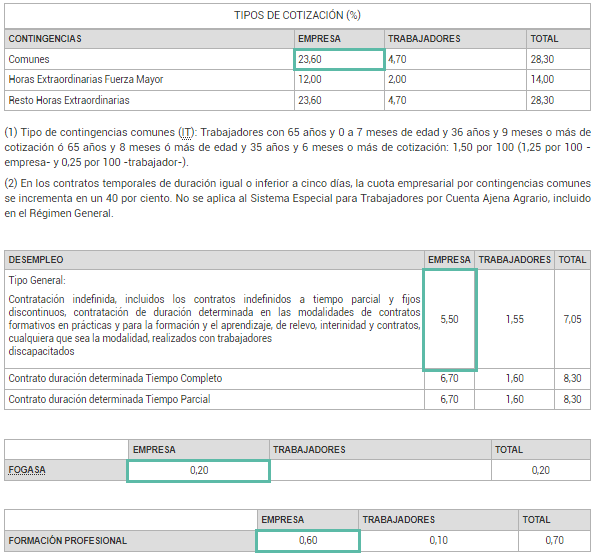 TIPOS DE COTIZACIÓN (%)
CONTINGENCIAS EMPRESA TRABAJADORES TOTAL
Comunes 23,60 4,70 28,30
Horas Extraordinarias Fuerza Mayor 12,00 2,00 14,00
Resto Horas Extraordinarias 23,60 4,70 28,30
(1) Tipo de contingencias comunes (IT): Trabajadores con 65 años y 0 a 7 meses de edad y 36 años y 9 meses o más de
cotización ó 65 años y 8 meses ó más de edad y 35 años y 6 meses o más de cotización: 1,50 por 100 (1,25 por 100 -
empresa- y 0,25 por 100 -trabajador-).
(2) En los contratos temporales de duración igual o inferior a cinco días, la cuota empresarial por contingencias comunes
se incrementa en un 40 por ciento. No se aplica al Sistema Especial para Trabajadores por Cuenta Ajena Agrario, incluido
en el Régimen General.
DESEMPLEO EMPRESA TRABAJADORES TOTAL
Tipo General:
Contratación indefinida, incluidos los contratos indefinidos a tiempo parcial y fijos
discontinuos, contratación de duración determinada en las modalidades de contratos
formativos en prácticas y para la formación y el aprendizaje, de relevo, interinidad y contratos,
cualquiera que sea la modalidad, realizados con trabajadores
discapacitados
5,50 1,55 7,05
Contrato duración determinada Tiempo Completo 6,70 1,60 8,30
Contrato duración determinada Tiempo Parcial 6,70 1,60 8,30
EMPRESA TRABAJADORES TOTAL
FOGASA 0,20 0,20
EMPRESA TRABAJADORES TOTAL
FORMACIÓN PROFESIONAL 0,60 0,10 0,70